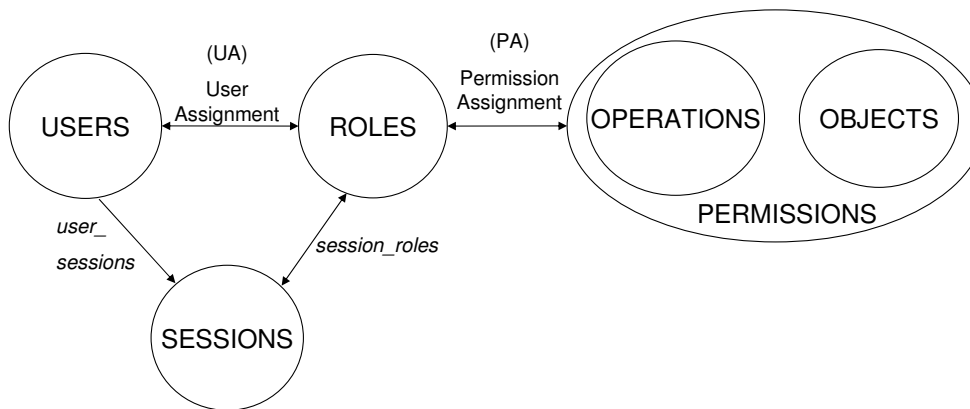 (UA)
User
Assignment
(PA)
Permission
Assignment
USERS
ROLES
OPERATIONS
OBJECTS
PERMISSIONS
user_
sessions
session_roles
SESSIONS